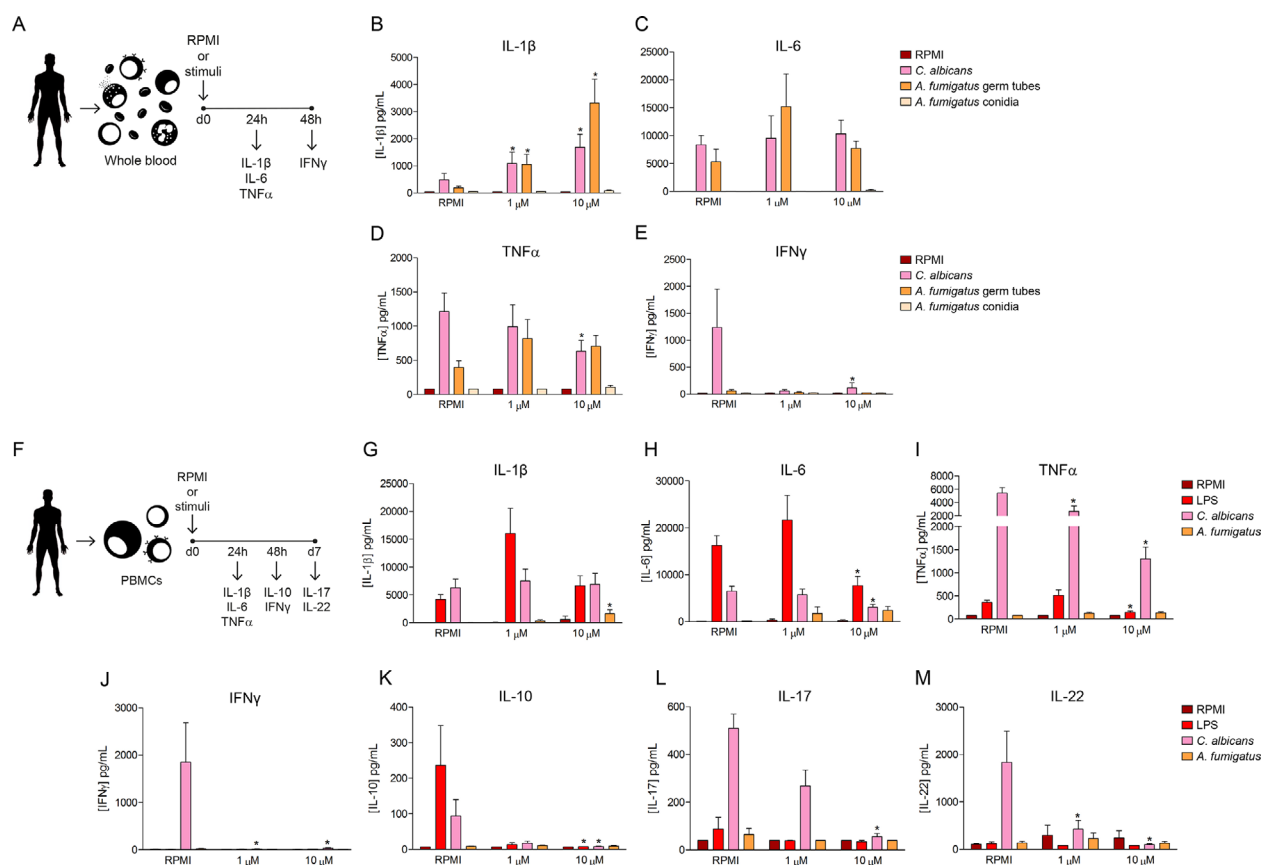 A
RPMI
or
stimuli
d0
24h
48h
Whole blood
IL-1β
IL-6
TNFα
IFNγ
B
IL-1β
[IL-1β] pg/mL
5000
4000
3000
2000
1000
0
* * * *
RPMI
1 μM
10 μM
C
IL-6
25000
20000
15000
10000
5000
0
RPMI
1 uM
10 uM
RPMI
C. albicans
A. fumigatus germ tubes
A. fumigatus conidia
D
TNFα
[TNFα] pg/mL
2000
1500
1000
500
0
*
RPMI
1 μM
10 μM
E
IFNγ
[IFNγ] pg/mL
2500
2000
1500
1000
500
0
*
RPMI
1 μM
10 μM
RPMI
C. albicans
A. fumigatus germ tubes
A. fumigatus conidia
F
RPMI
or
stimuli
d0
24h
48h
d7
PBMCs
IL-1β
IL-6
TNFα
IL-10
IFNγ
IL-17
IL-22
G
IL-1β
[IL-1β] pg/mL
25000
20000
15000
10000
5000
0
*
RPMI
1 μM
10 μM
H
IL-6
[IL-6] pg/mL
30000
20000
10000
0
* *
RPMI
1 μM
10 μM
I
TNFα
[TNFα] pg/mL
8000
6000
4000
2000
1500
1000
500
0
* * *
RPMI
1 μM
10 μM
RPMI
LPS
C. albicans
A. fumigatus
J
IFNγ
[IFNγ] pg/mL
3000
2000
1000
0
* *
RPMI
1 μM
10 μM
K
IL-10
[IL-10] pg/mL
400
300
200
100
0
* *
RPMI
1 μM
10 μM
L
IL-17
[IL-17] pg/mL
600
400
200
0
*
RPMI
1 μM
10 μM
M
IL-22
[IL-22] pg/mL
3000
2000
1000
0
* *
RPMI
1 μM
10 μM
RPMI
LPS
C. albicans
A. fumigatus